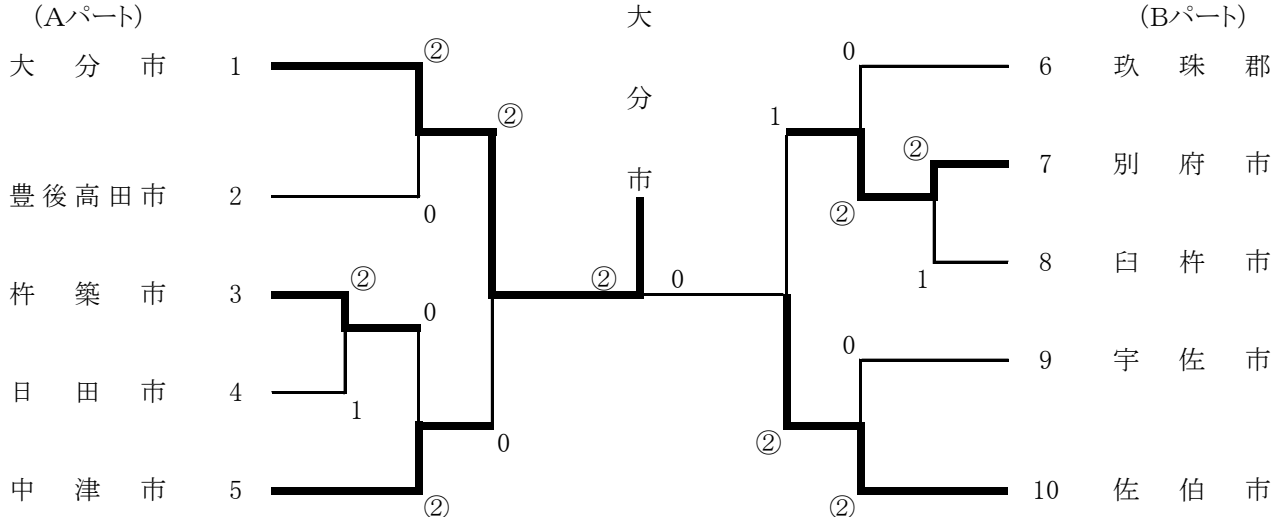 (Aパート) 大 (Bパート)
② 0
大分市 1 6 玖珠郡
分
② 1
② 7 別府市
市
豊後高田市 2 0 ②
② 1 8 臼杵市
杵築市 3 0 ② 0
0 9 宇佐市
日田市 4 1
0 ②
中津市 5 ② ② 10 佐伯市